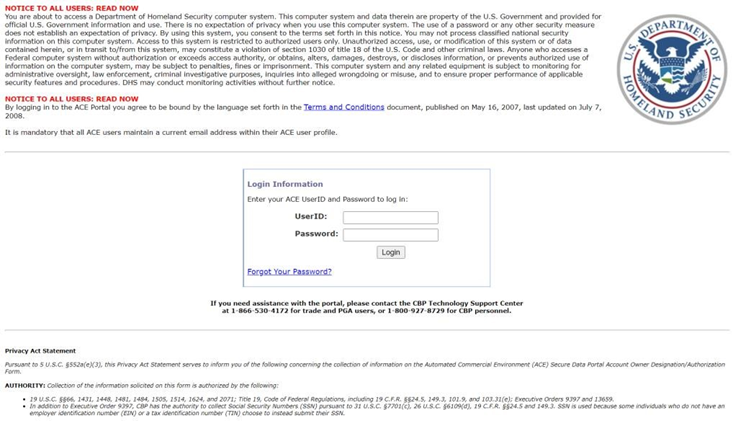 NOTICE TO ALL USERS: READ NOW
You are about to access a Department of Homeland Security computer system. This computer system and data therein are property of the U.S. Government and provided for
official U.S. Government information and use. There is no expectation of privacy when you use this computer system. The use of a password or any other security measure
does not establish an expectation of privacy. By using this system, you consent to the terms set forth in this notice. You may not process classified national security
information on this computer system. Access to this system is restricted to authorized users only. Unauthorized access, use, or modification of this system or of data
contained herein, or in transit to/from this system, may constitute a violation of section 1030 of title 18 of the U.S. Code and other criminal laws. Anyone who accesses a
Federal computer system without authorization or exceeds access authority, or obtains, alters, damages, destroys, or discloses information, or prevents authorized use of
information on the computer system, may be subject to penalties, fines or imprisonment. This computer system and any related equipment is subject to monitoring for
administrative oversight, law enforcement, criminal investigative purposes, inquiries into alleged wrongdoing or misuse, and to ensure proper performance of applicable
security features and procedures. DHS may conduct monitoring activities without further notice.
NOTICE TO ALL USERS: READ NOW
By logging in to the ACE Portal you agree to be bound by the language set forth in the Terms and Conditions document, published on May 16, 2007, last updated on July 7,
2008.
It is mandatory that all ACE users maintain a current email address within their ACE user profile.
U.S. DEPARTMENT OF
HOMELAND SECURITY
Login Information
Enter your ACE UserID and Password to log in:
UserID:
Password:
Login
Forgot Your Password?
If you need assistance with the portal, please contact the CBP Technology Support Center
at 1-866-530-4172 for trade and PGA users, or 1-800-927-8729 for CBP personnel.
Privacy Act Statement
Pursuant to 5 U.S.C. §552a(e)(3), this Privacy Act Statement serves to inform you of the following concerning the collection of information on the Automated Commercial Environment (ACE) Secure Data Portal Account Owner Designation/Authorization
Form.
AUTHORITY: Collection of the information solicited on this form is authorized by the following:
• 19 U.S.C. §§66, 1431, 1448, 1481, 1484, 1505, 1514, 1624, and 2071; Title 19, Code of Federal Regulations, including 19 C.F.R. §§24.5, 149.3, 101.9, and 103.31(e); Executive Orders 9397 and 13659.
• In addition to Executive Order 9397, CBP has the authority to collect Social Security Numbers (SSN) pursuant to 31 U.S.C. §7701(c), 26 U.S.C. §6109(d), 19 C.F.R. §§24.5 and 149.3. SSN is used because some individuals who do not have an
employer identification number (EIN) or a tax identification number (TIN) choose to instead submit their SSN.